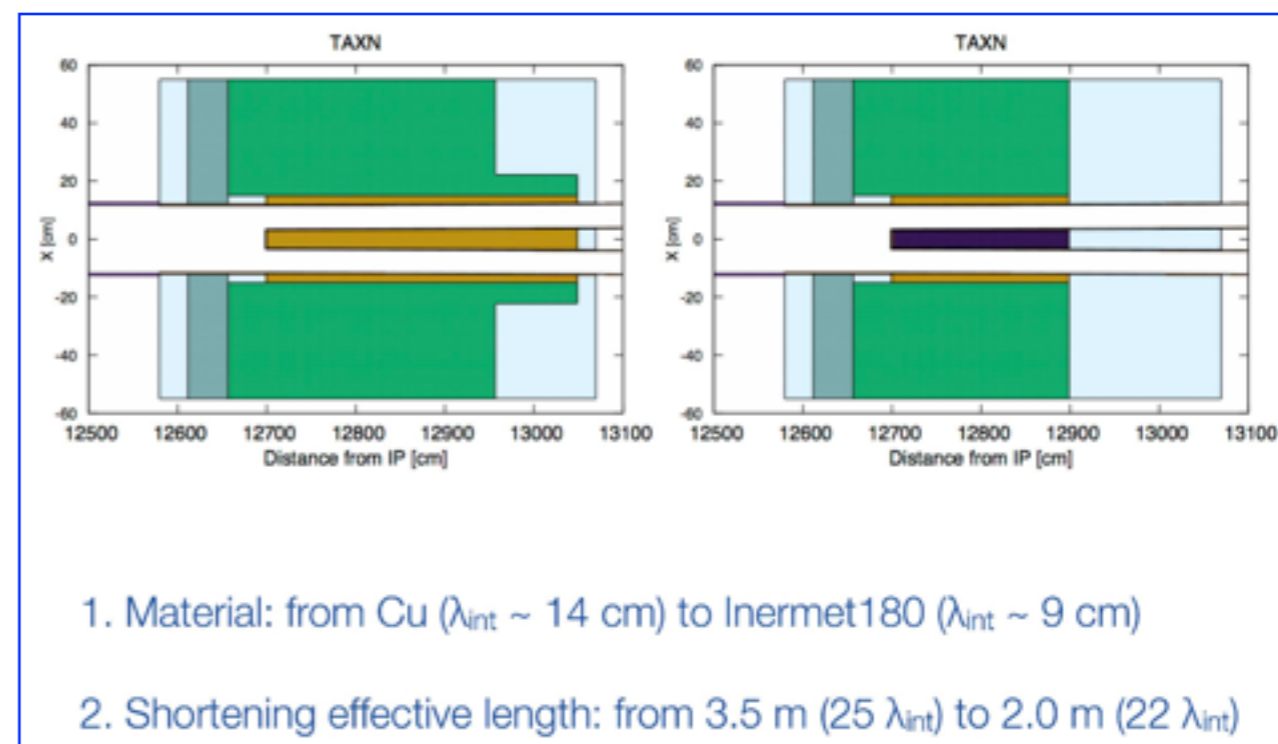 TAXN
60
40
20
0
-20
-40
-60
X [cm]
12500 12600 12700 12800 12900 13000 13100
Distance from IP [cm]
TAXN
60
40
20
0
-20
-40
-60
X [cm]
12500 12600 12700 12800 12900 13000 13100
Distance from IP [cm]
1. Material: from Cu (λint ~ 14 cm) to Inermet180 (λint ~ 9 cm)
2. Shortening effective length: from 3.5 m (25 λint) to 2.0 m (22 λint)